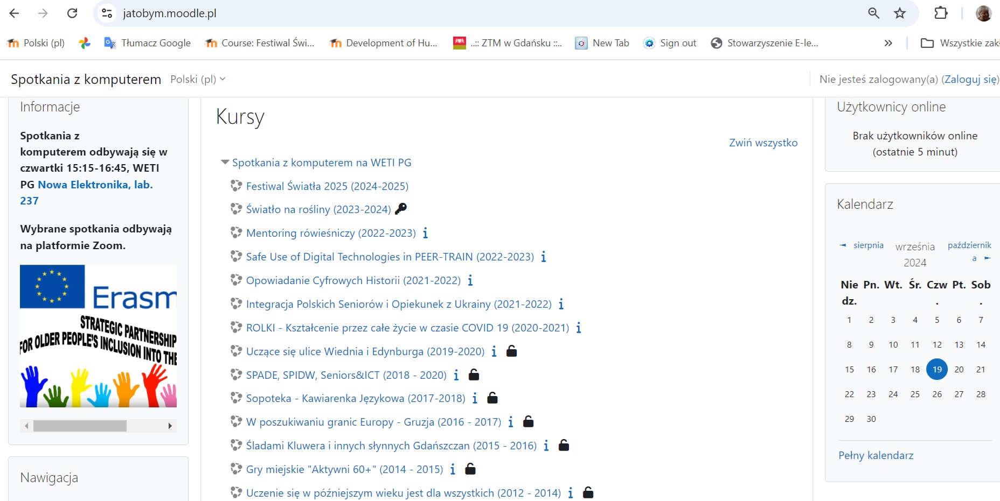 jatobym.moodle.pl
Polski (pl)
Tłumacz Google
Course: Festiwal Świ...
Development of Hu...
..:: ZTM w Gdańsku ::...
New Tab
Sign out
Stowarzyszenie E-le...
»
Wszystkie zakł
Spotkania z komputerem
Polski (pl)
Nie jesteś zalogowany(a) (Zaloguj się)
Informacje
Spotkania z
komputerem odbywają się w
czwartki 15:15-16:45, WETI
PG Nowa Elektronika, lab.
237
Wybrane spotkania odbywają
na platformie Zoom.
Erasm
STRATEGIC PARTNERSHIP
FOR OLDER PEOPLE'S INCLUSION INTO THE
Nawigacja
Kursy
Zwiń wszystko
Spotkania z komputerem na WETI PG
Festiwal Światła 2025 (2024-2025)
Światło na rośliny (2023-2024)
Mentoring rówieśniczy (2022-2023)
Safe Use of Digital Technologies in PEER-TRAIN (2022-2023)
Opowiadanie Cyfrowych Historii (2021-2022)
Integracja Polskich Seniorów i Opiekunek z Ukrainy (2021-2022)
ROLKI - Kształcenie przez całe życie w czasie COVID 19 (2020-2021)
Uczące się ulice Wiednia i Edynburga (2019-2020)
SPADE, SPIDW, Seniors&ICT (2018 - 2020)
Sopoteka - Kawiarenka Językowa (2017-2018)
W poszukiwaniu granic Europy - Gruzja (2016 - 2017)
Śladami Kluwera i innych słynnych Gdańszczan (2015 - 2016)
Gry miejskie "Aktywni 60+" (2014 - 2015)
Uczenie się w późniejszym wieku jest dla wszystkich (2012 - 2014)
Użytkownicy online
Brak użytkowników online
(ostatnie 5 minut)
Kalendarz
◄ sierpnia września październik
2024 a ►
Nie Pn. Wt. Śr. Czw Pt. Sob
dz. . .
1 2 3 4 5 6 7
8 9 10 11 12 13 14
15 16 17 18 19 20 21
22 23 24 25 26 27 28
29 30
Pełny kalendarz